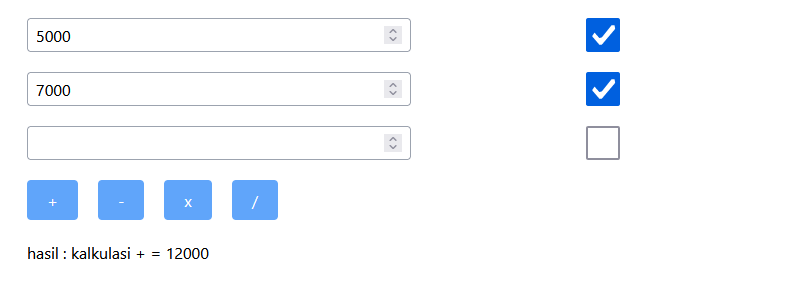 5000
7000
+ - x /
hasil : kalkulasi + = 12000